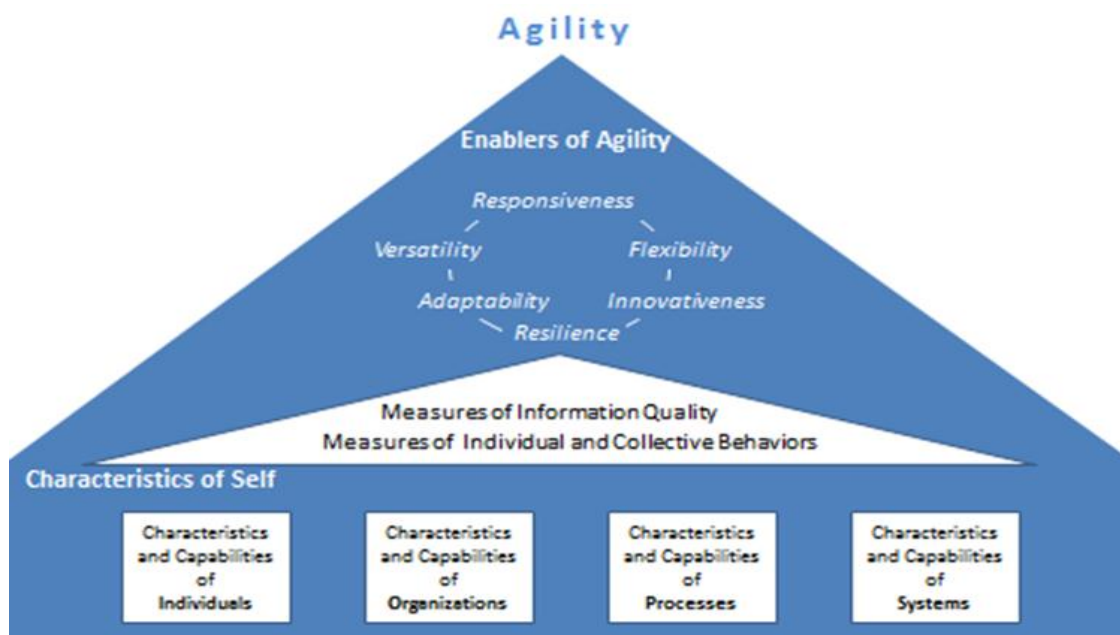 Agility
Enablers of Agility
Responsiveness
Versatility
Flexibility
Adaptability
Innovativeness
Resilience
Measures of Information Quality
Measures of Individual and Collective Behaviors
Characteristics of Self
Characteristics
and Capabilities
of
Individuals
Characteristics
and Capabilities
of
Organizations
Characteristics
and Capabilities
of
Processes
Characteristics
and Capabilities
of
Systems